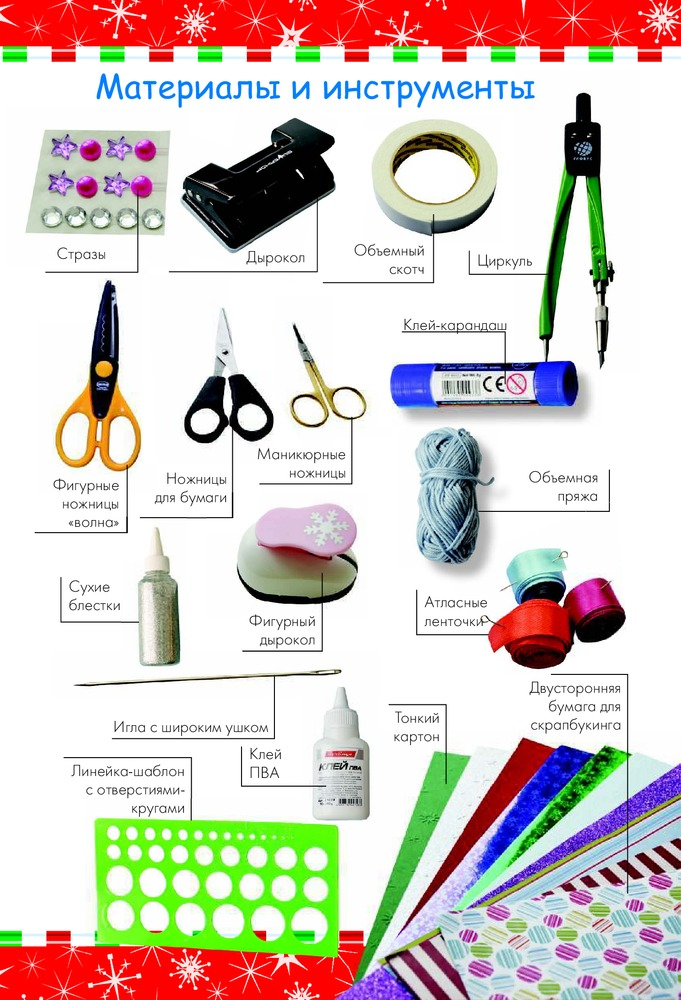 Материалы и инструменты
Стразы
Дырокол
Объемный
скотч
ГЛОБУС
Циркуль
Клей-карандаш
CE
Фигурные
ножницы
«волна»
Ножницы
для бумаги
Маникюрные
ножницы
Объемная
пряжа
Сухие
блестки
Фигурный
дырокол
Атласные
ленточки
Игла с широким ушком
Клей
ПВА
КЛЕЙ ПВА
Тонкий
картон
Двусторонняя
бумага для
скрапбукинга
Линейка-шаблон
с отверстиями-
кругами